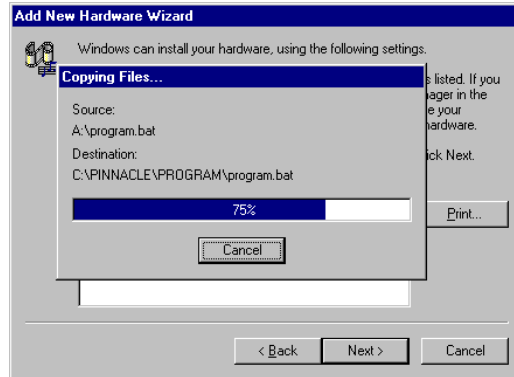 Add New Hardware Wizard
Windows can install your hardware, using the following settings.
Copying Files...
s listed. If you
ager in the
e your
hardware.
ick Next.
Source:
A:\program.bat
Destination:
C:\PINNACLE\PROGRAM\program.bat
75%
Cancel
Print...
< Back
Next >
Cancel